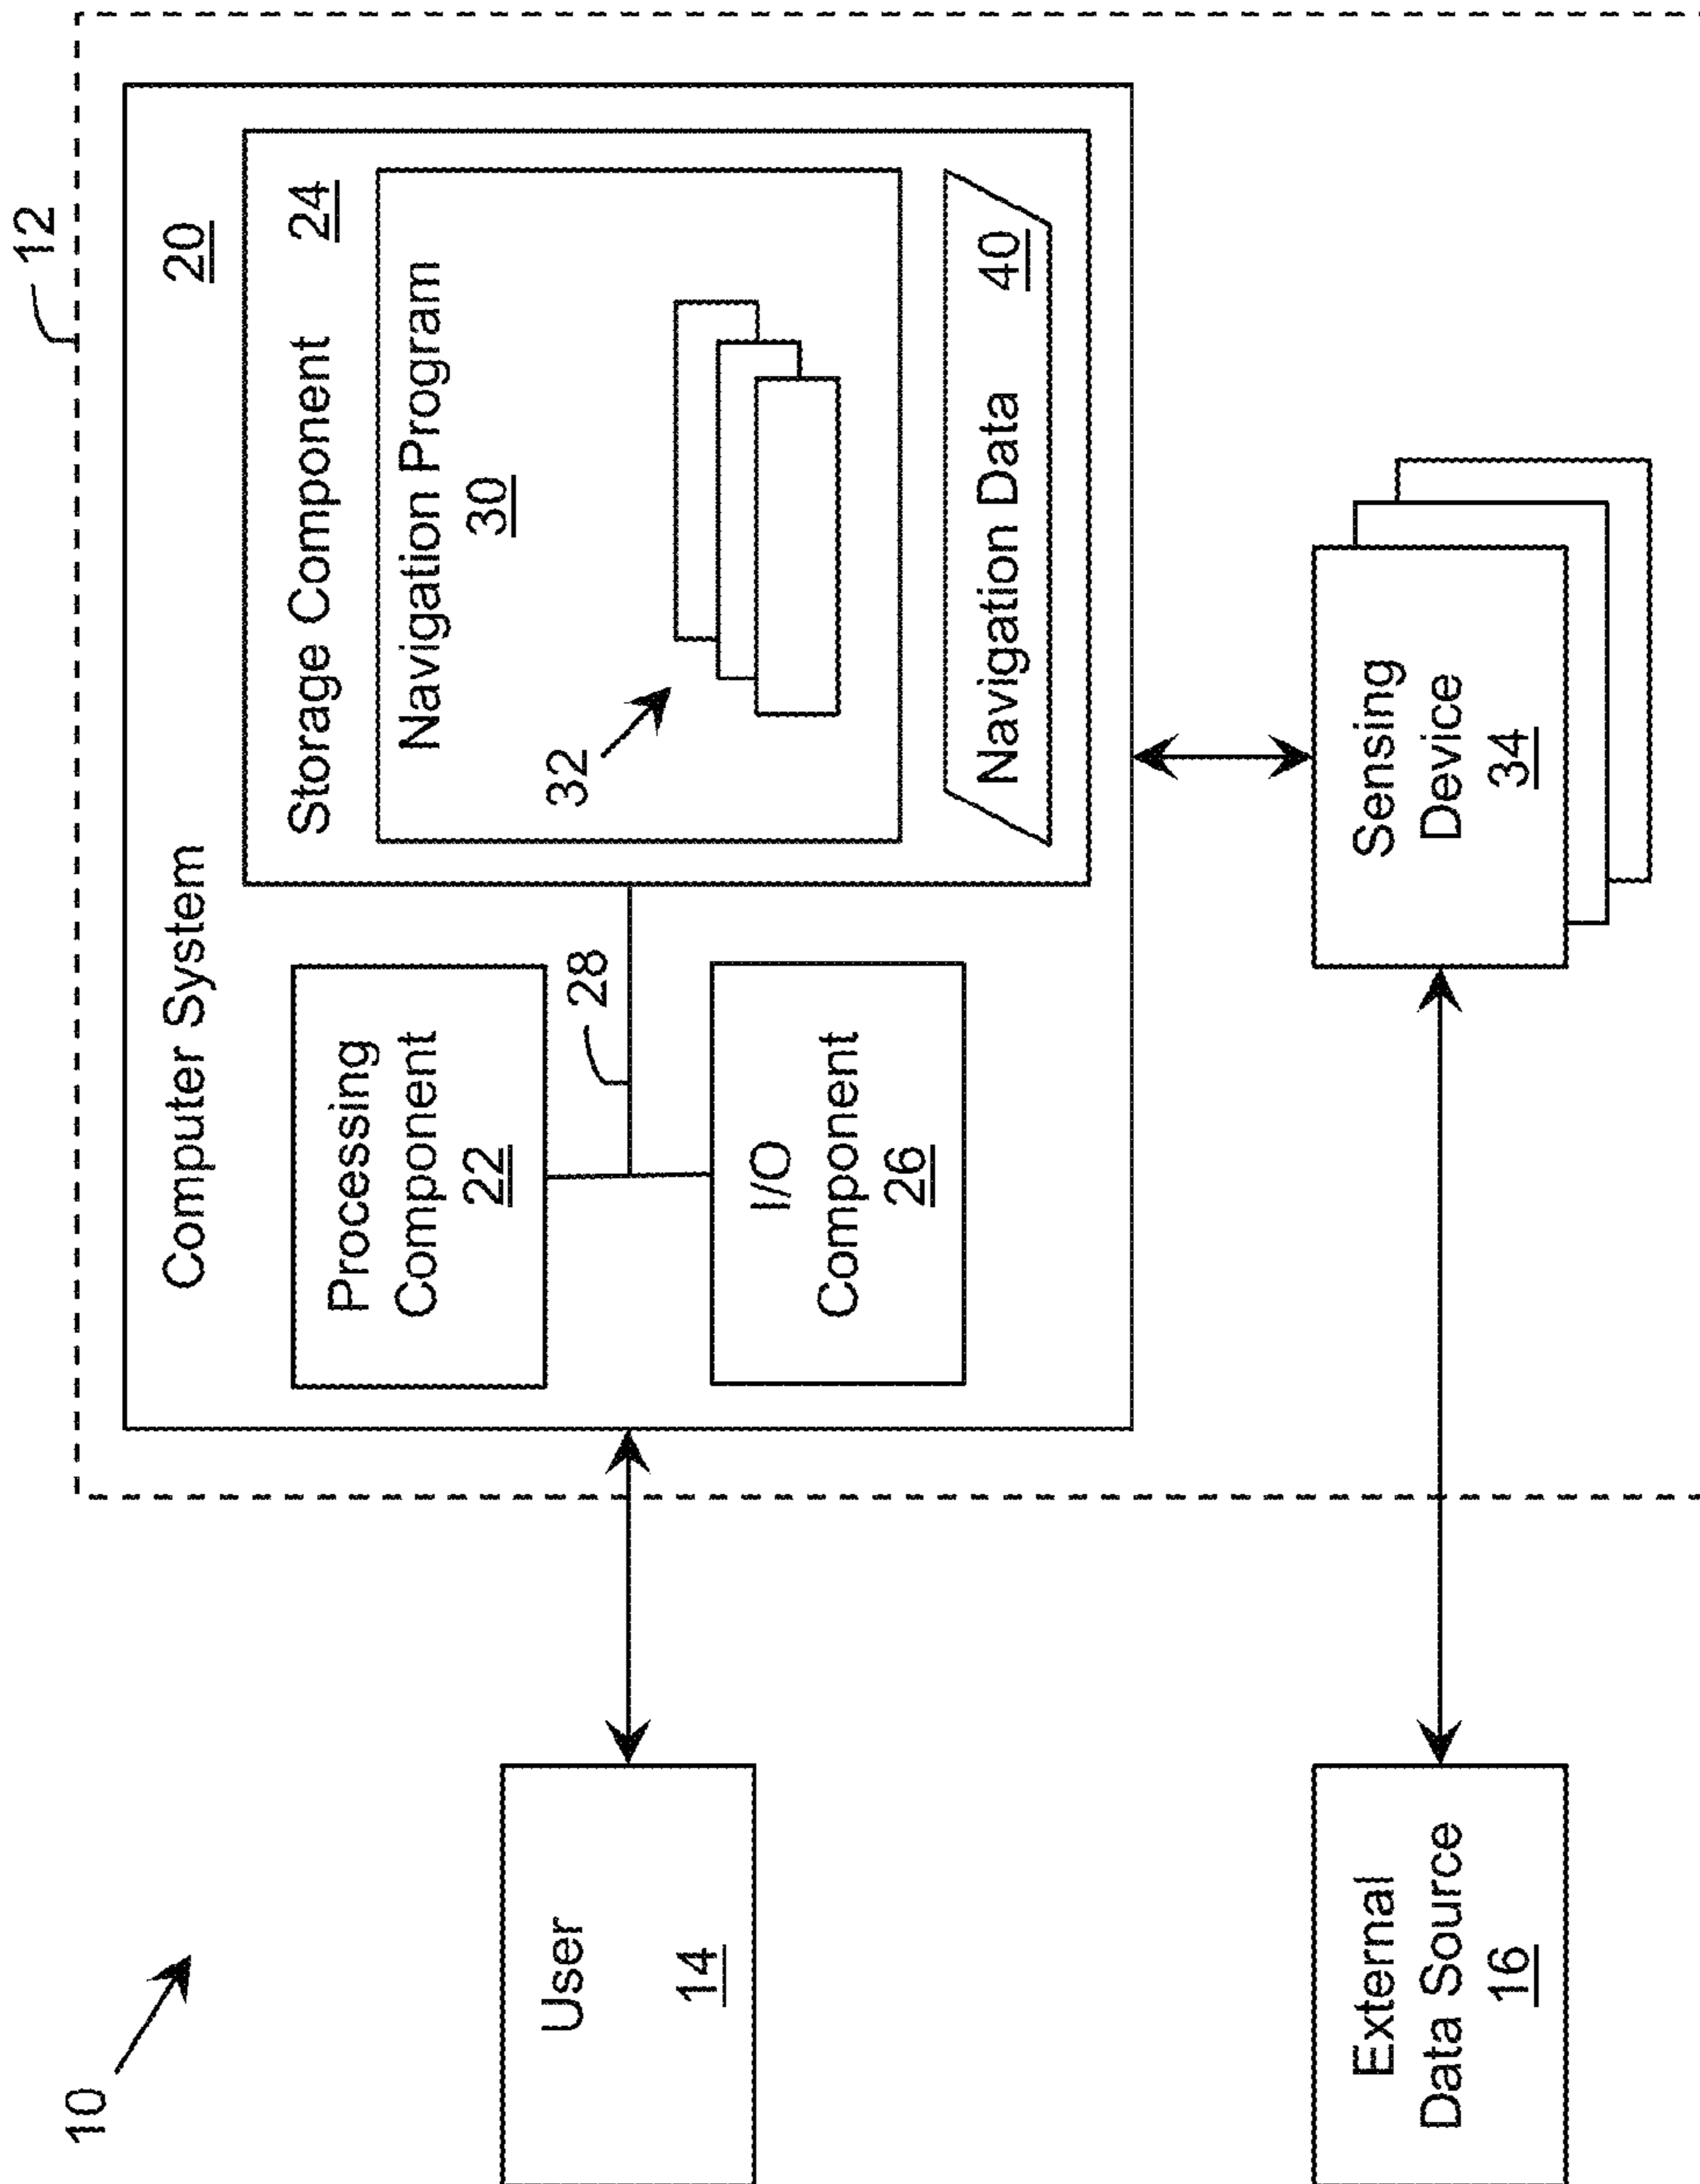 10
12
Computer System
20
Processing
Component
22
28
I/O
Component
26
Storage Component
24
Navigation Program
30
32
Navigation Data
40
User
14
External
Data Source
16
Sensing
Device
34